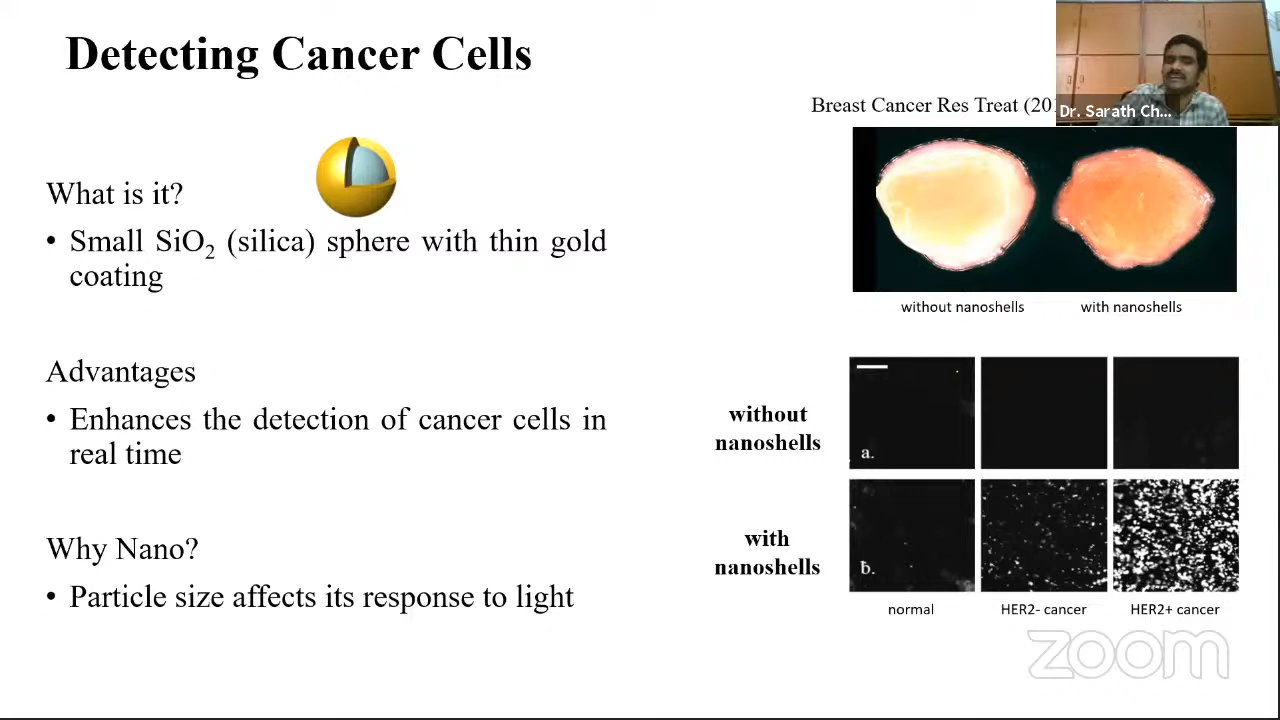 Detecting Cancer Cells
Breast Cancer Res Treat (20
Dr. Sarath Ch...
What is it?
• Small SiO₂ (silica) sphere with thin gold
coating
without nanoshells
with nanoshells
Advantages
• Enhances the detection of cancer cells in
real time
without
nanoshells
a.
with
nanoshells
b.
normal
HER2- cancer
HER2+ cancer
Why Nano?
• Particle size affects its response to light
zoom